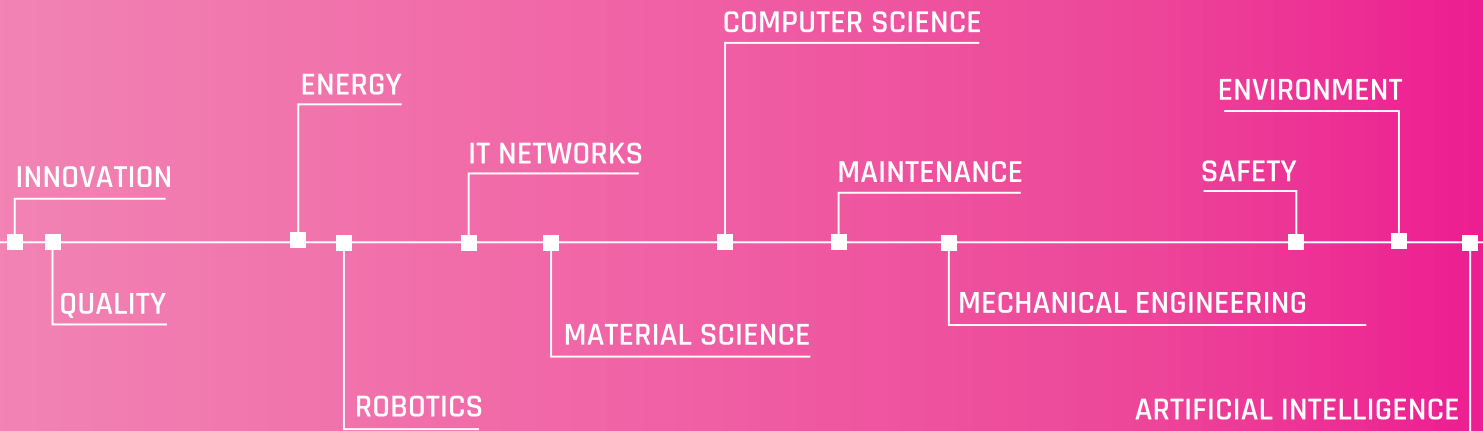 COMPUTER SCIENCE
ENERGY
ENVIRONMENT
IT NETWORKS
MAINTENANCE
SAFETY
INNOVATION
QUALITY
MECHANICAL ENGINEERING
MATERIAL SCIENCE
ROBOTICS
ARTIFICIAL INTELLIGENCE